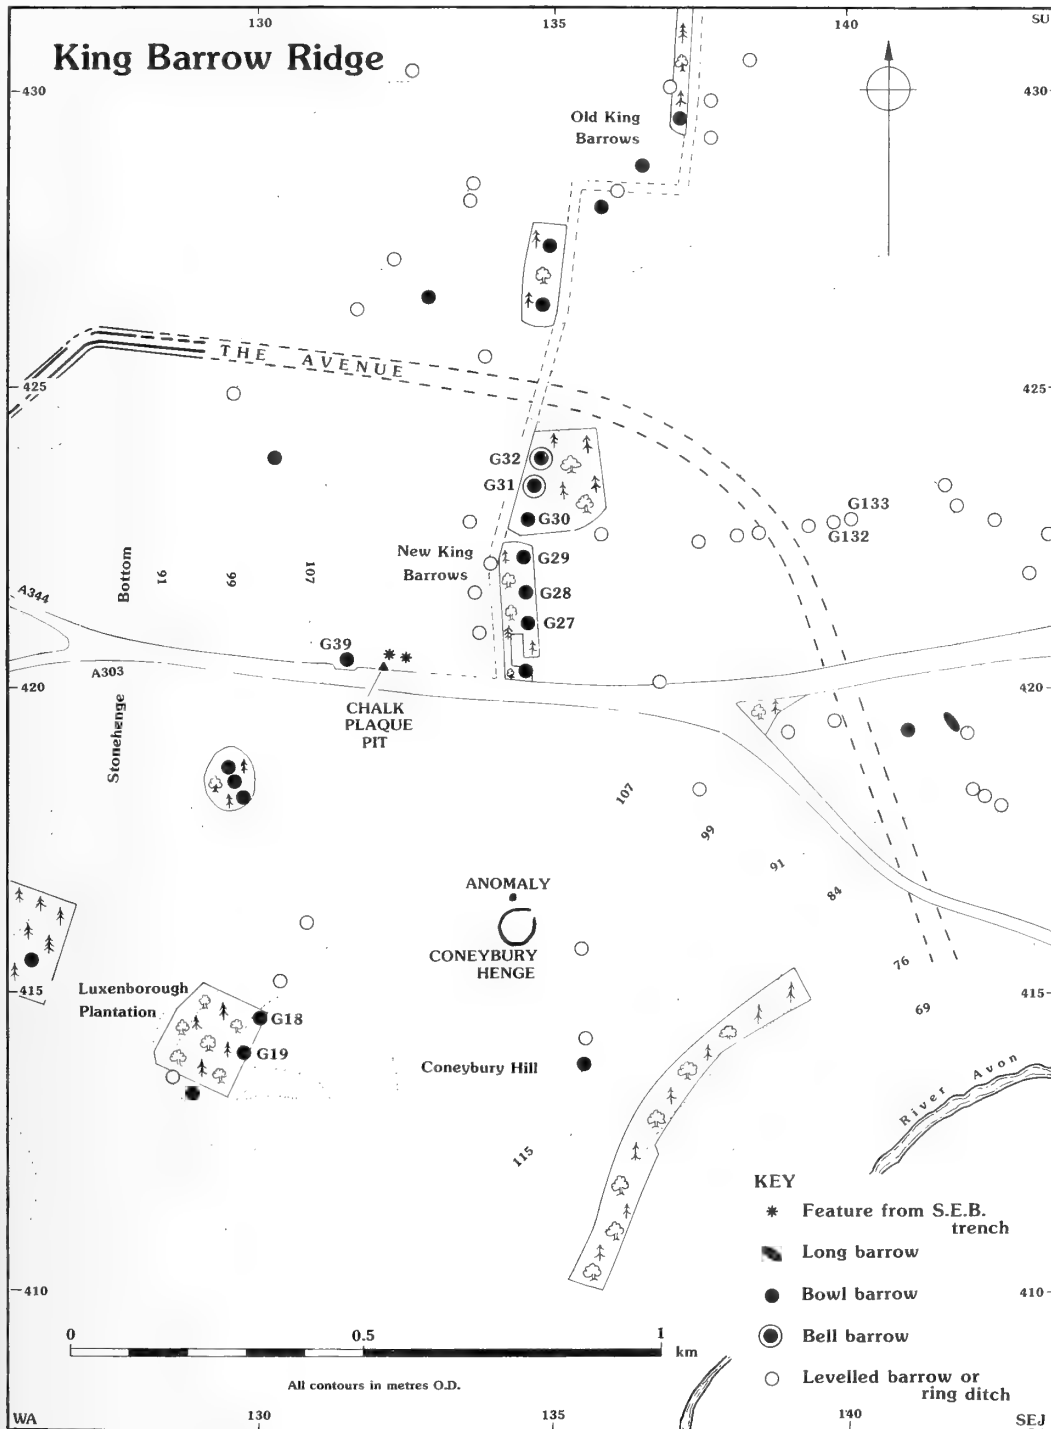 130
135
140
SU
King Barrow Ridge
430
430
Old King
Barrows
THE AVENUE
425
425
G32
G31
G30
G133
G132
New King
Barrows
G29
G28
G27
Bottom
91
99
107
A344
G39
A303
420
420
CHALK
PLAQUE
PIT
Stonehenge
107
99
91
84
76
69
ANOMALY
CONEYBURY
HENGE
415
415
Luxenborough
Plantation
G18
G19
Coneybury Hill
River Avon
115
KEY
Feature from S.E.B.
trench
Long barrow
410
410
Bowl barrow
Bell barrow
Levelled barrow or
ring ditch
0
0.5
1
km
All contours in metres O.D.
WA
130
135
140
SEJ